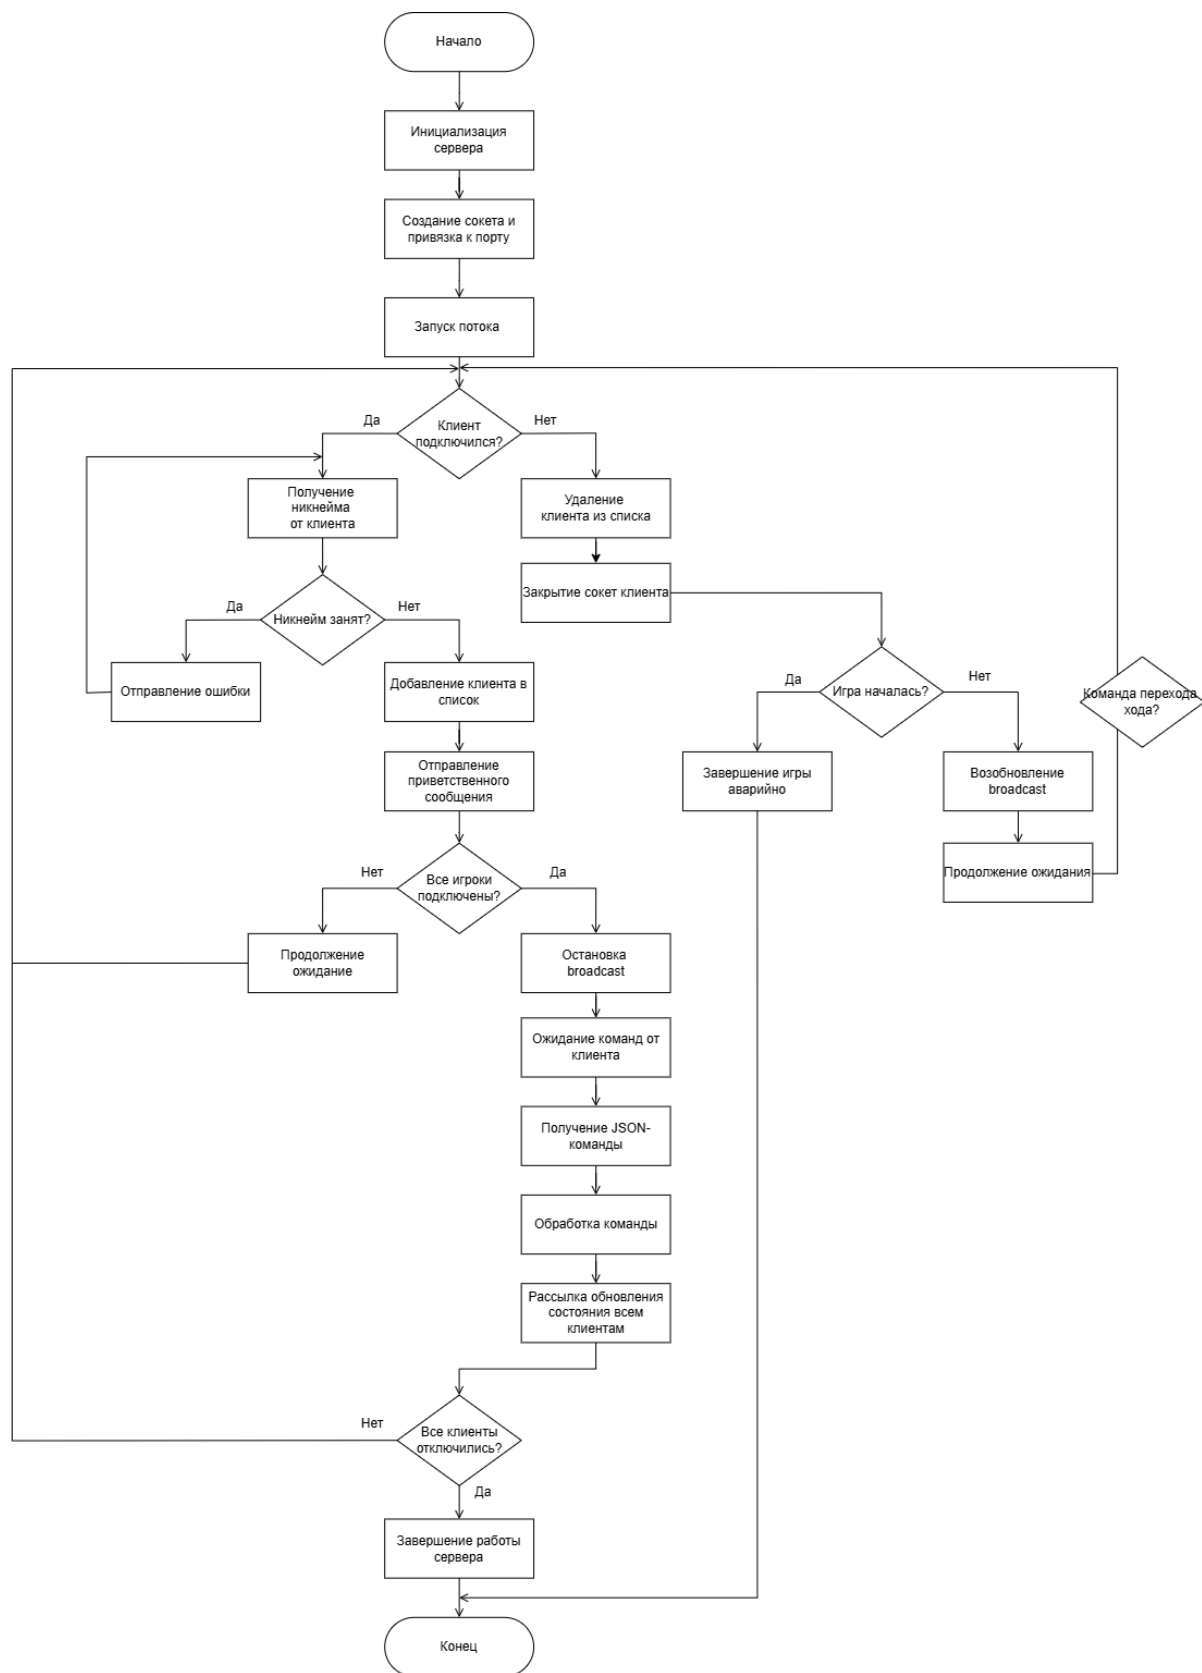 Начало
Инициализация
сервера
Создание сокета и
привязка к порту
Запуск потока
Клиент
подключился?
Да
Нет
Получение
никнейма
от клиента
Удаление
клиента из списка
Закрытие сокет клиента
Никнейм занят?
Да
Нет
Отправление ошибки
Добавление клиента в
список
Игра началась?
Да
Нет
Команда перехода
хода?
Отправление
приветственного
сообщения
Завершение игры
аварийно
Возобновление
broadcast
Продолжение ожидания
Все игроки
подключены?
Нет
Да
Продолжение
ожидание
Остановка
broadcast
Ожидание команд от
клиента
Получение JSON-
команды
Обработка команды
Рассылка обновления
состояния всем
клиентам
Все клиенты
отключились?
Нет
Да
Завершение работы
сервера
Конец